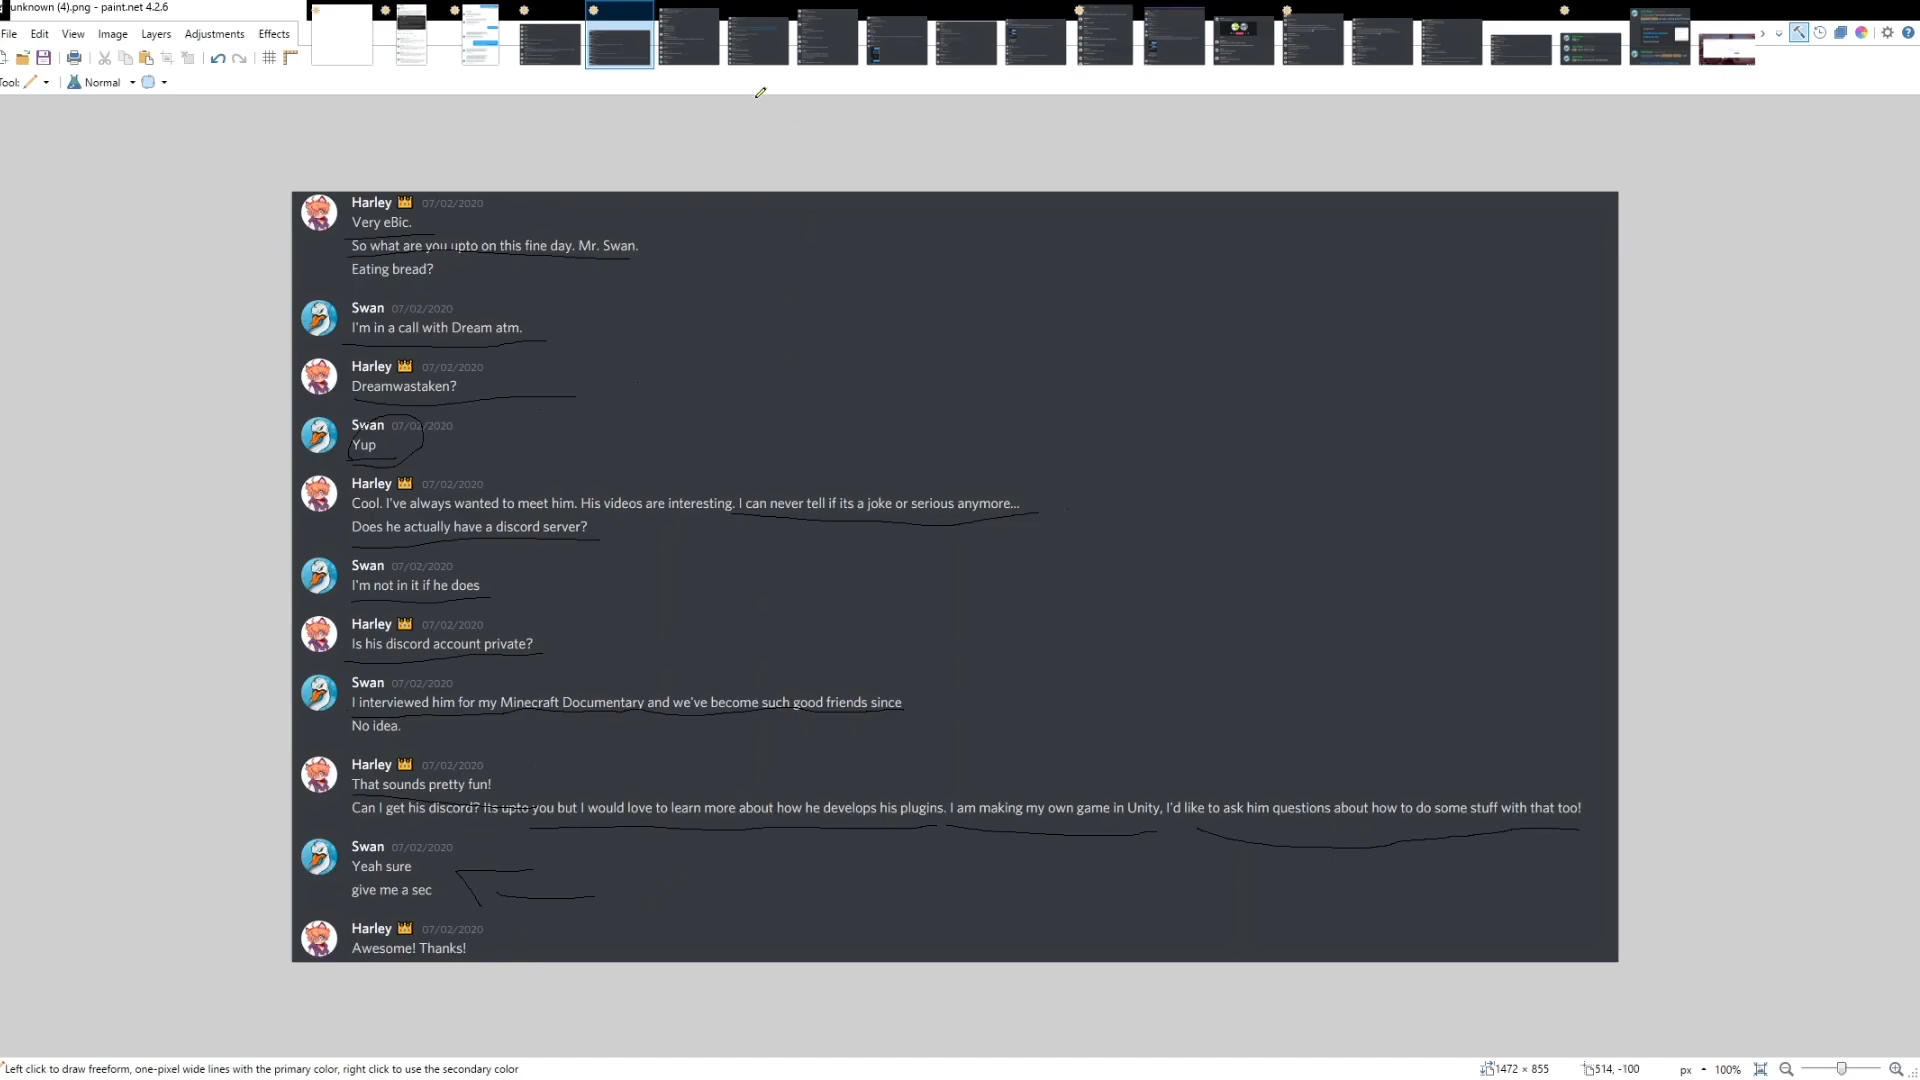 unknown (4).png - paint.net 4.2.6
File Edit View Image Layers Adjustments Effects
Tool: Normal
Harley 07/02/2020
Very eBic.
So what are you upto on this fine day. Mr. Swan.
Eating bread?
Swan 07/02/2020
I'm in a call with Dream atm.
Harley 07/02/2020
Dreamwastaken?
Swan 07/02/2020
Yup
Harley 07/02/2020
Cool. I've always wanted to meet him. His videos are interesting. I can never tell if its a joke or serious anymore...
Does he actually have a discord server?
Swan 07/02/2020
I'm not in it if he does
Harley 07/02/2020
Is his discord account private?
Swan 07/02/2020
I interviewed him for my Minecraft Documentary and we've become such good friends since
No idea.
Harley 07/02/2020
That sounds pretty fun!
Can I get his discord? Its upto you but I would love to learn more about how he develops his plugins. I am making my own game in Unity, I'd like to ask him questions about how to do some stuff with that too!
Swan 07/02/2020
Yeah sure
give me a sec
Harley 07/02/2020
Awesome! Thanks!
Left click to draw freeform, one-pixel wide lines with the primary color, right click to use the secondary color 1472 × 855 514, -100 px 100%